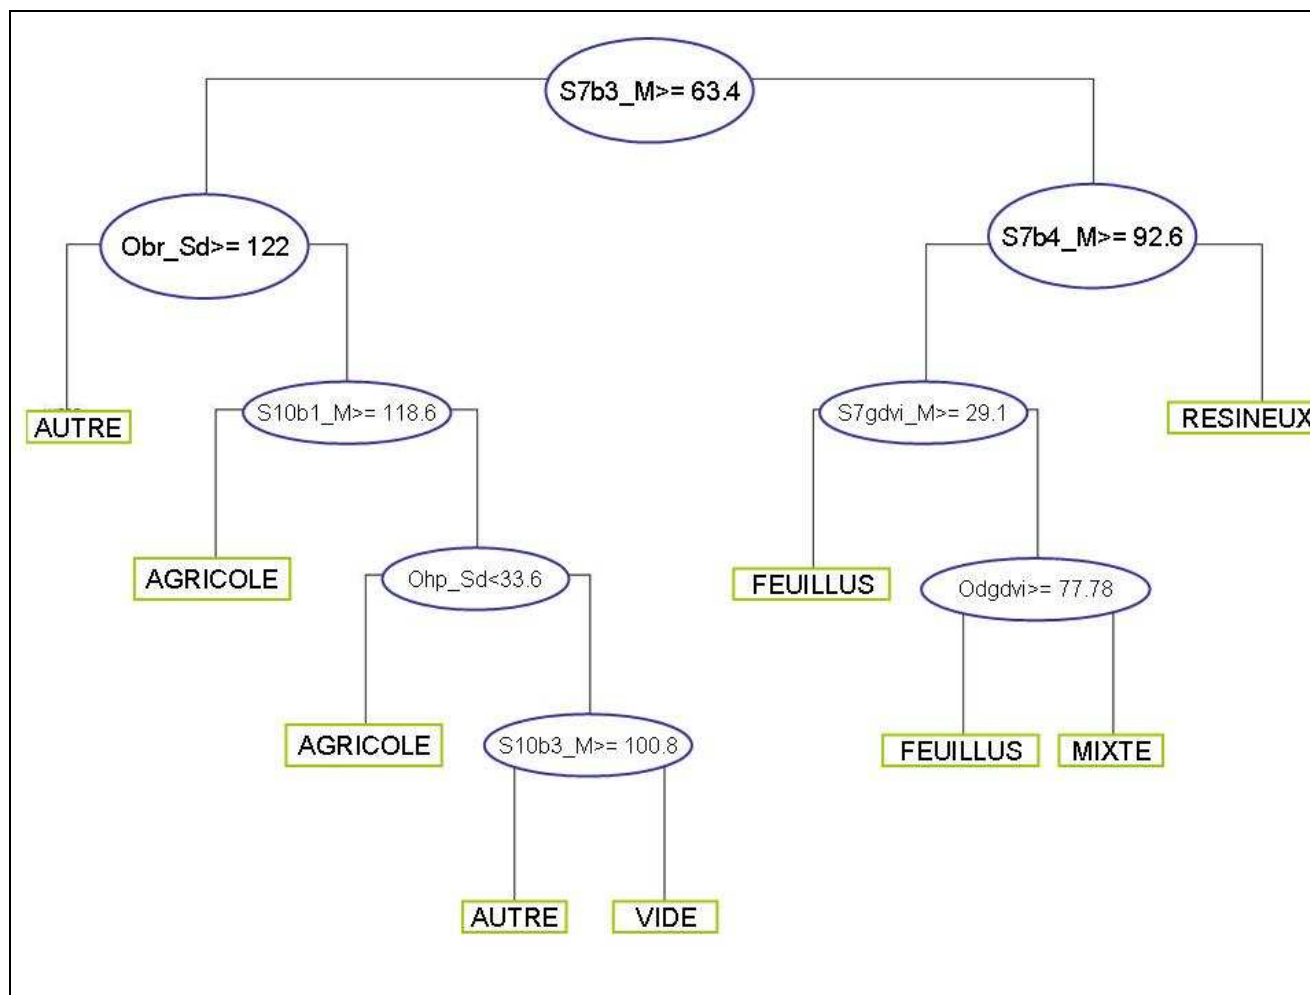 S7b3_M>= 63.4
Obr_Sd>= 122
S7b4_M>= 92.6
AUTRE
S10b1_M>= 118.6
S7gdvi_M>= 29.1
RESINEUX
AGRICOLE
Ohp_Sd<33.6
FEUILLUS
Odgdvi>= 77.78
AGRICOLE
S10b3_M>= 100.8
FEUILLUS
MIXTE
AUTRE
VIDE